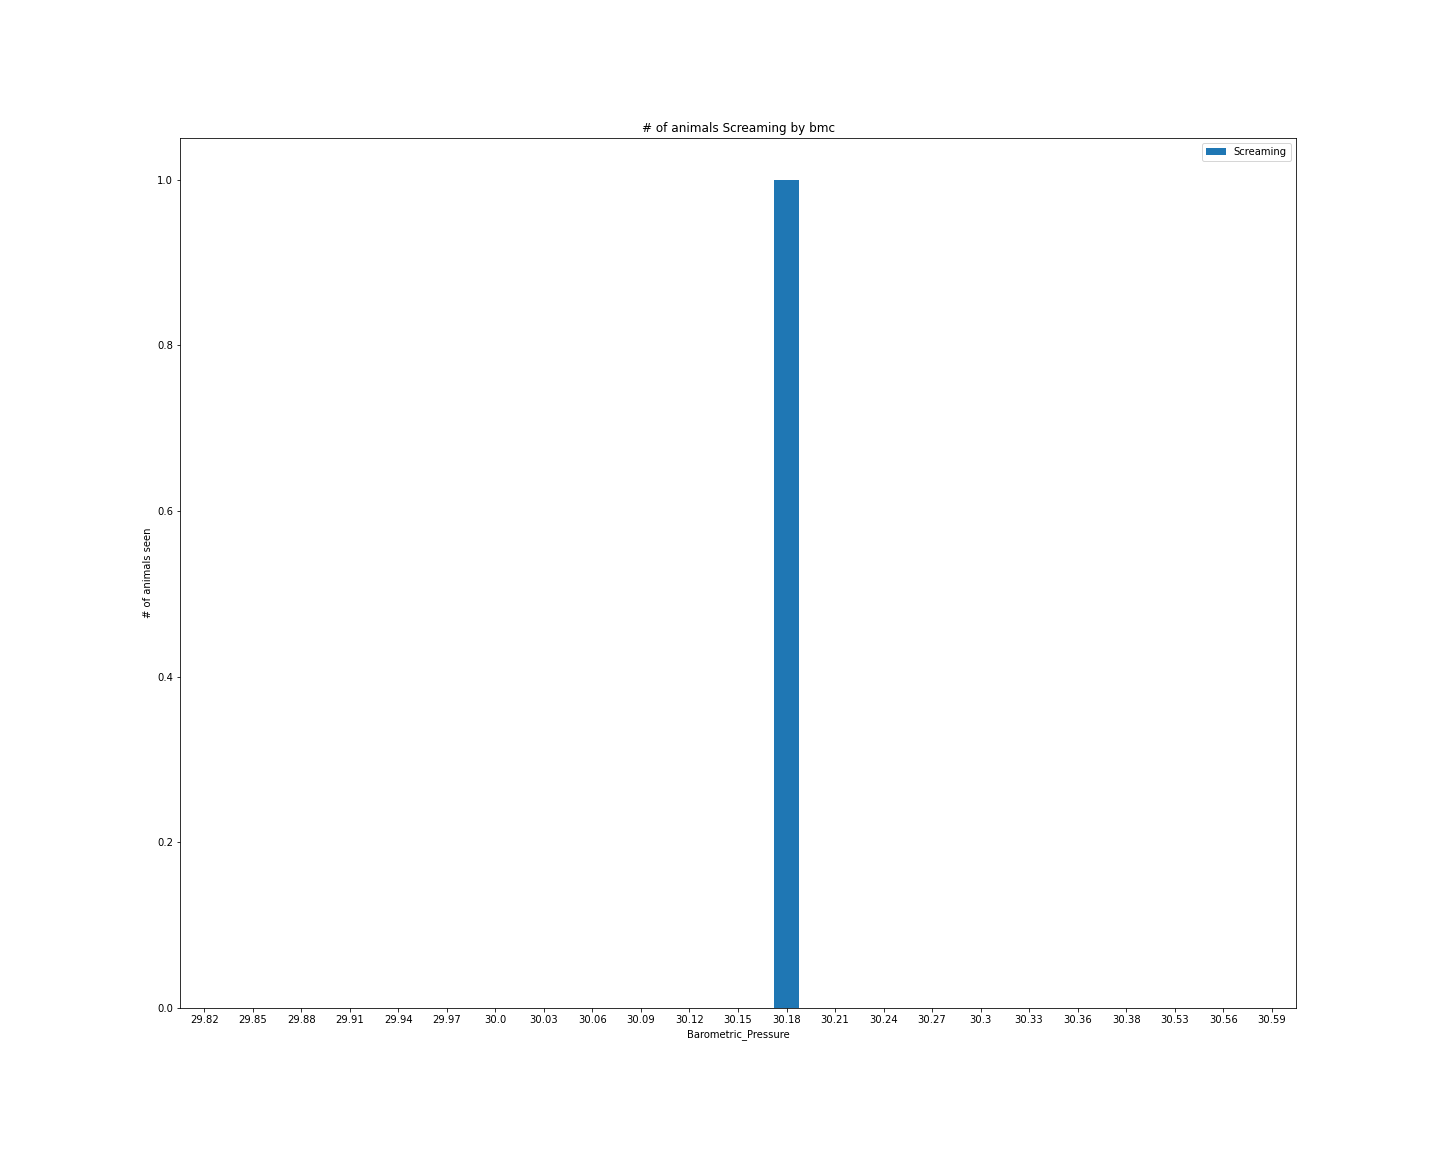 # of animals Screaming by bmc
Screaming
1.0
0.8
0.6
0.4
0.2
0.0
# of animals seen
29.82 29.85 29.88 29.91 29.94 29.97 30.0 30.03 30.06 30.09 30.12 30.15 30.18 30.21 30.24 30.27 30.3 30.33 30.36 30.38 30.53 30.56 30.59
Barometric_Pressure